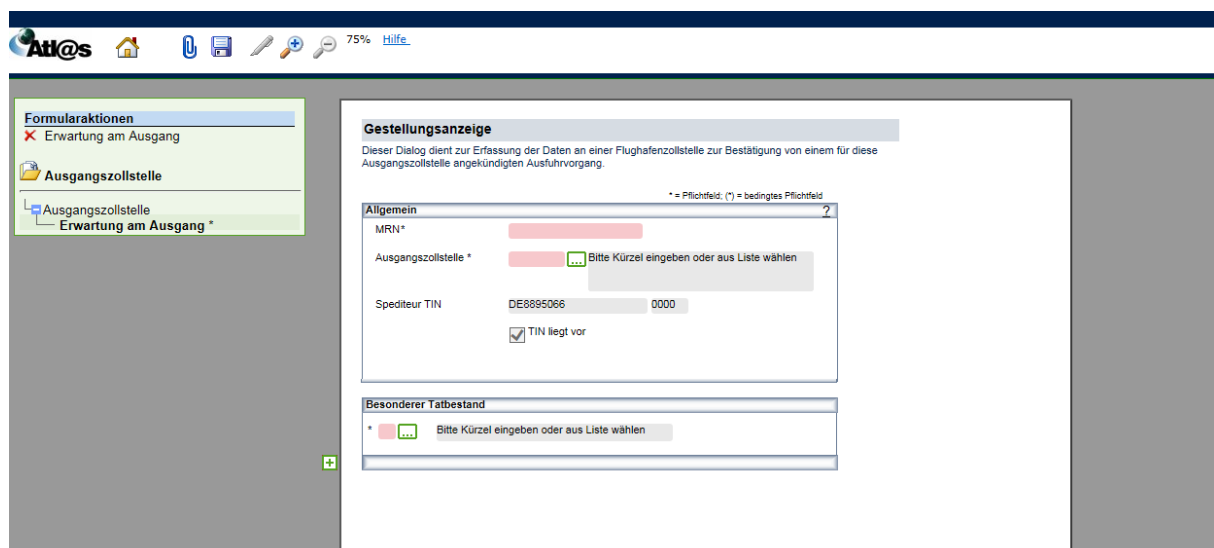 Atl@s
75% Hilfe
Formularaktionen
Erwartung am Ausgang
Ausgangszollstelle
Ausgangszollstelle
Erwartung am Ausgang *
Gestellungsanzeige
Dieser Dialog dient zur Erfassung der Daten an einer Flughafenzollstelle zur Bestätigung von einem für diese
Ausgangszollstelle angekündigten Ausfuhrvorgang.
* = Pflichtfeld; (*) = bedingtes Pflichtfeld
Allgemein ?
MRN*
Ausgangszollstelle * ... Bitte Kürzel eingeben oder aus Liste wählen
Spediteur TIN DE8895066 0000
TIN liegt vor
Besonderer Tatbestand
* ... Bitte Kürzel eingeben oder aus Liste wählen